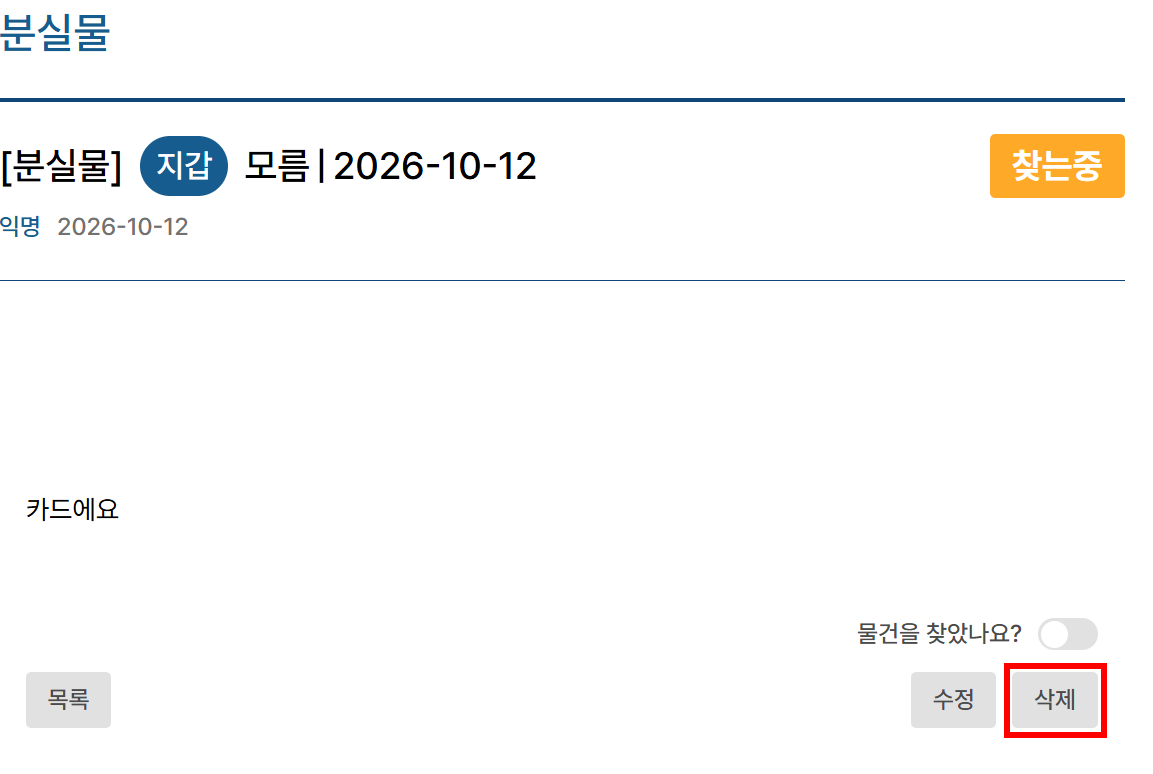 분실물
[분실물] 지갑 모름 | 2026-10-12 찾는중
익명 2026-10-12
카드에요
물건을 찾았나요?
목록 수정 삭제